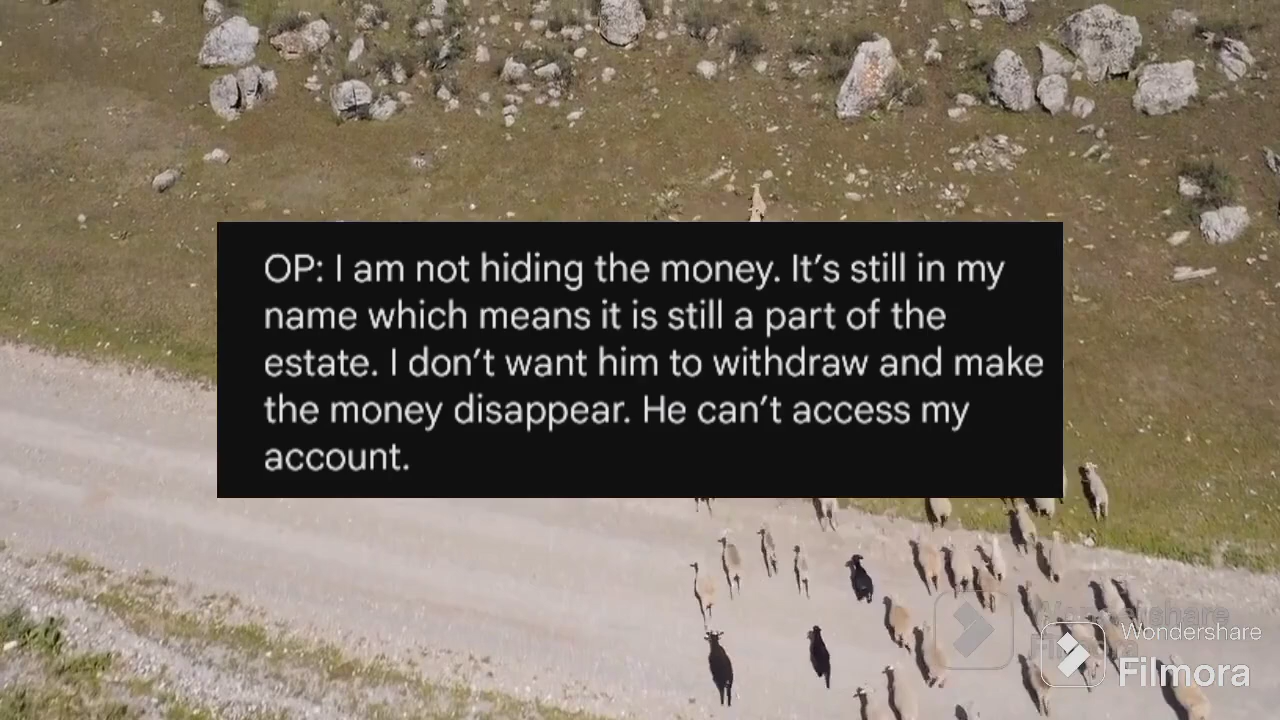 OP: I am not hiding the money. It's still in my
name which means it is still a part of the
estate. I don't want him to withdraw and make
the money disappear. He can't access my
account.
Wondershare
Wondershare
Filmora